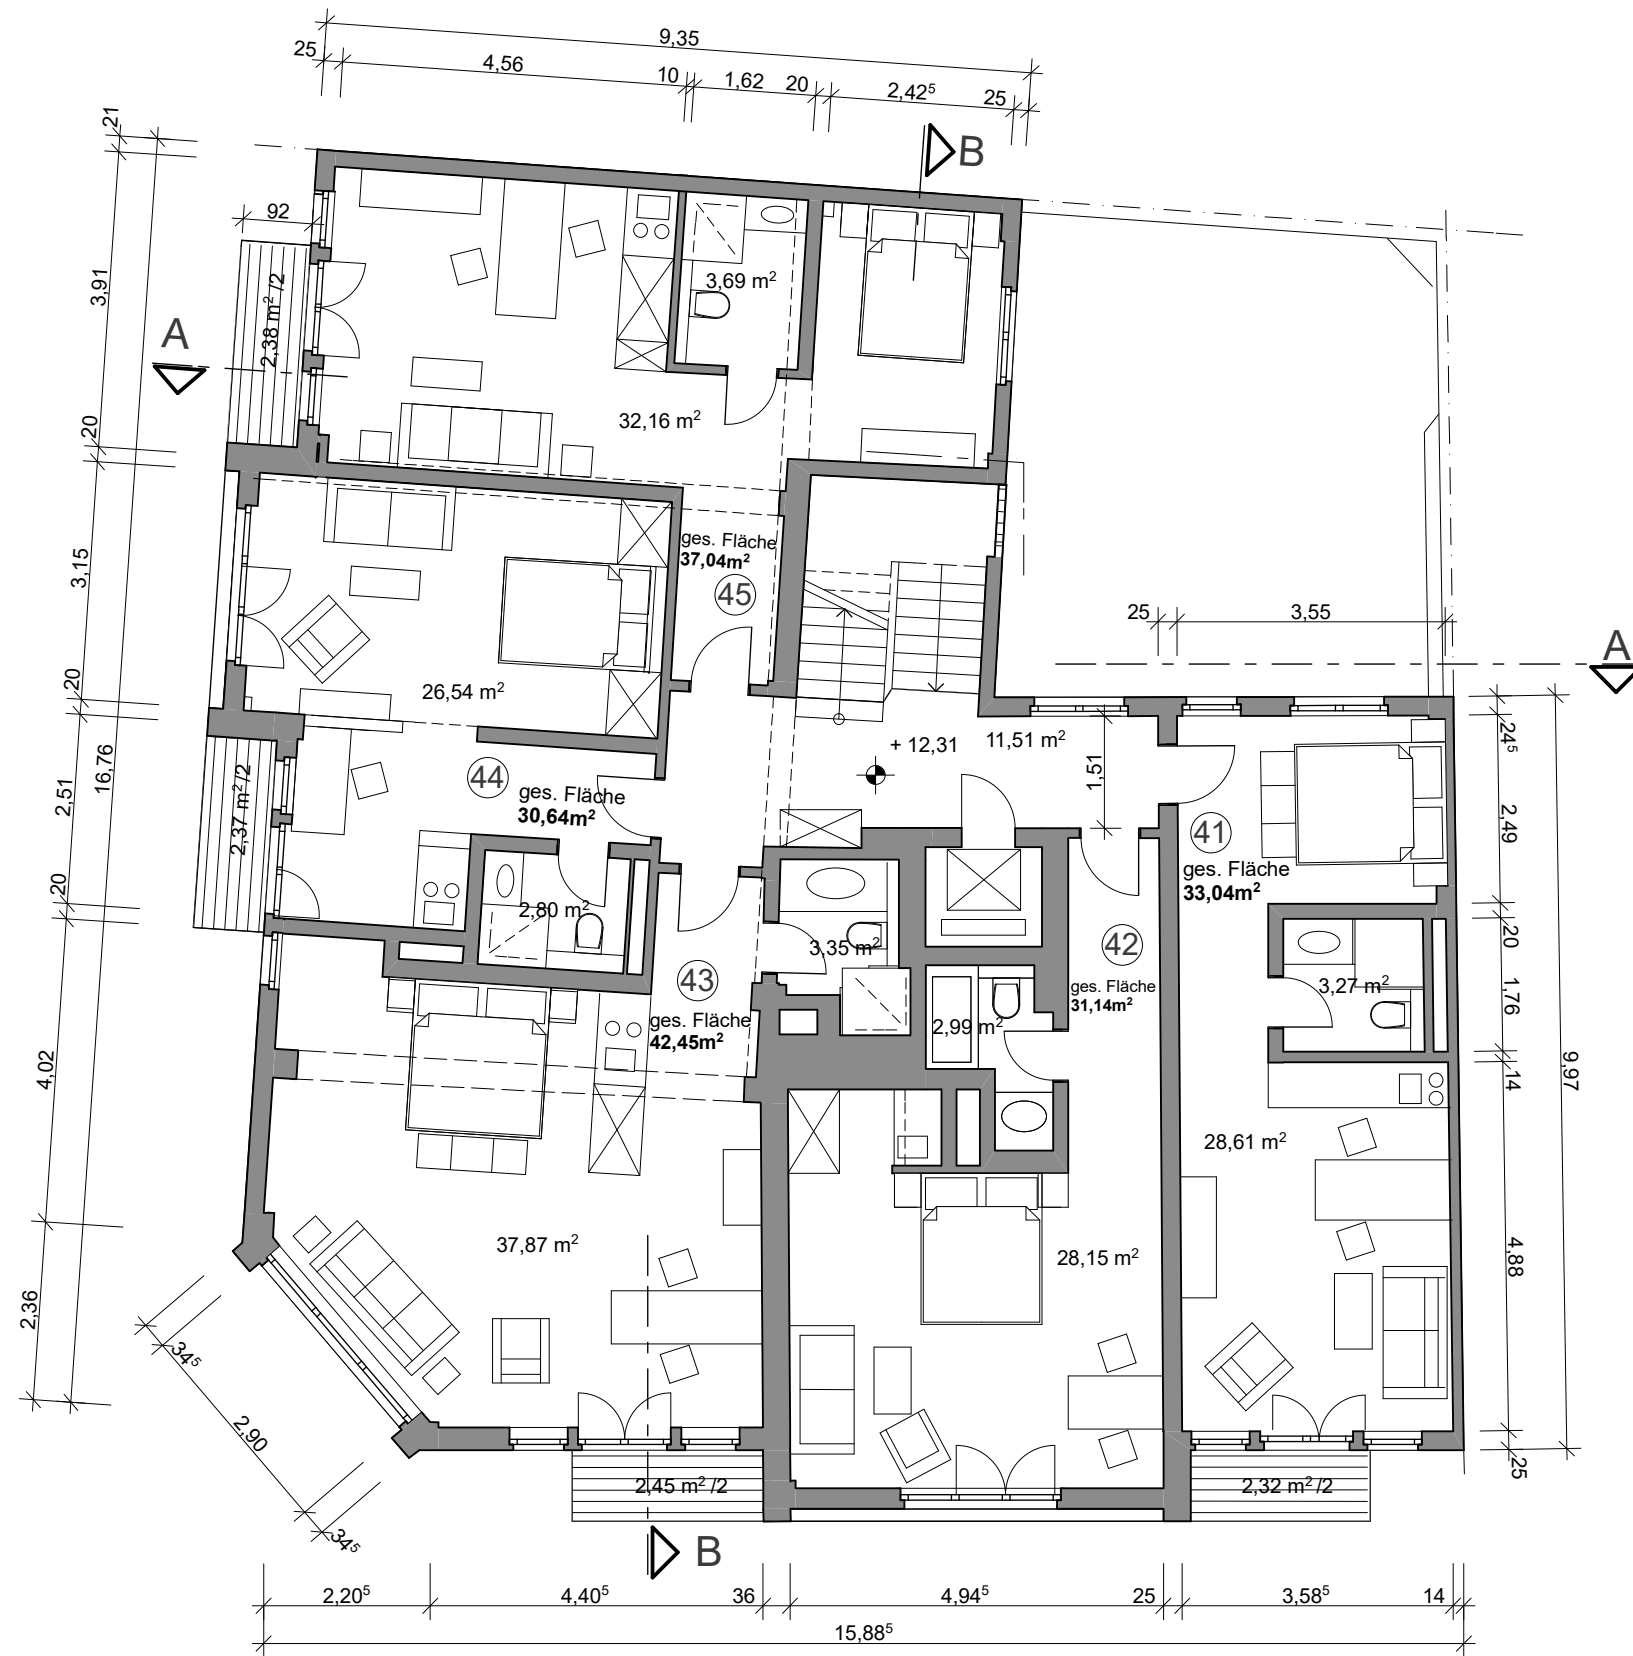 9,35
25
4,56
10
1,62
20
2,42⁵
25
21
B
92
3,91
2,38 m² /2
3,69 m²
A
32,16 m²
20
3,15
ges. Fläche
37,04m²
45
25
3,55
A
20
26,54 m²
16,76
2,51
2,37 m² /2
44
ges. Fläche
30,64m²
+ 12,31
11,51 m²
1,51
24⁵
2,49
41
ges. Fläche
33,04m²
20
2,80 m²
3,35 m²
43
ges. Fläche
42,45m²
42
ges. Fläche
31,14m²
2,99 m²
3,27 m²
20
1,76
14
9,97
4,02
28,61 m²
37,87 m²
28,15 m²
4,88
2,36
34⁵
2,90
34⁵
25
2,45 m² /2
2,32 m² /2
B
2,20⁵
4,40⁵
36
4,94⁵
25
3,58⁵
14
15,88⁵